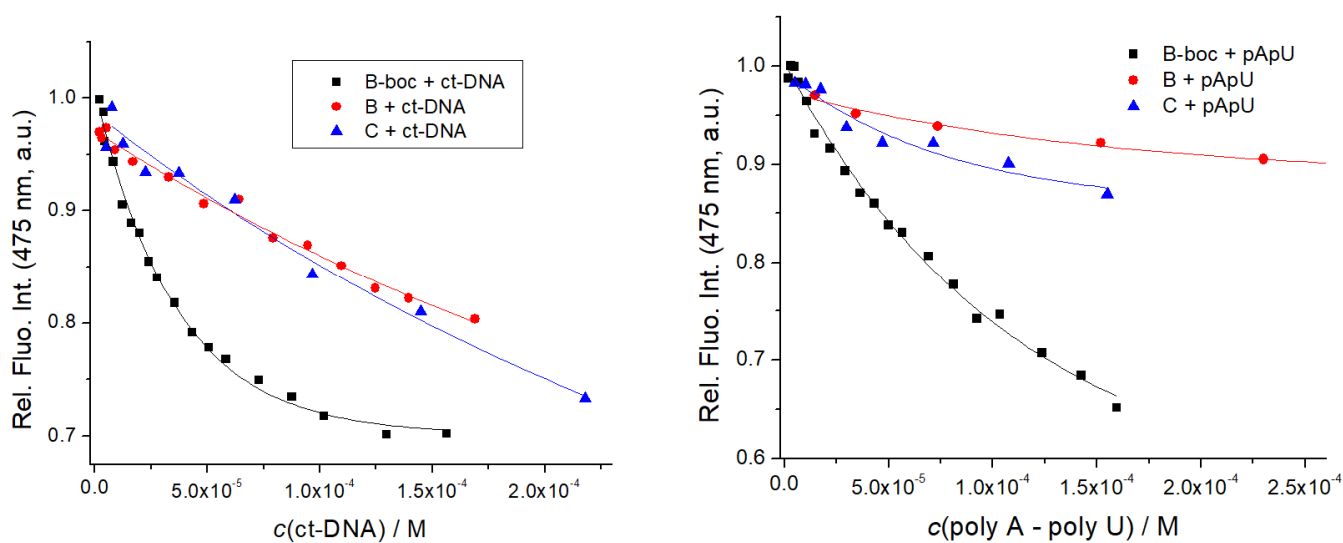 B-boc + ct-DNA
B + ct-DNA
C + ct-DNA
1.0
0.9
0.8
0.7
Rel. Fluo. Int. (475 nm, a.u.)
0.0
5.0x10⁻⁵
1.0x10⁻⁴
1.5x10⁻⁴
2.0x10⁻⁴
c(ct-DNA) / M
B-boc + pApU
B + pApU
C + pApU
1.0
0.9
0.8
0.7
0.6
Rel. Fluo. Int. (475 nm, a.u.)
0.0
5.0x10⁻⁵
1.0x10⁻⁴
1.5x10⁻⁴
2.0x10⁻⁴
2.5x10⁻⁴
c(poly A - poly U) / M